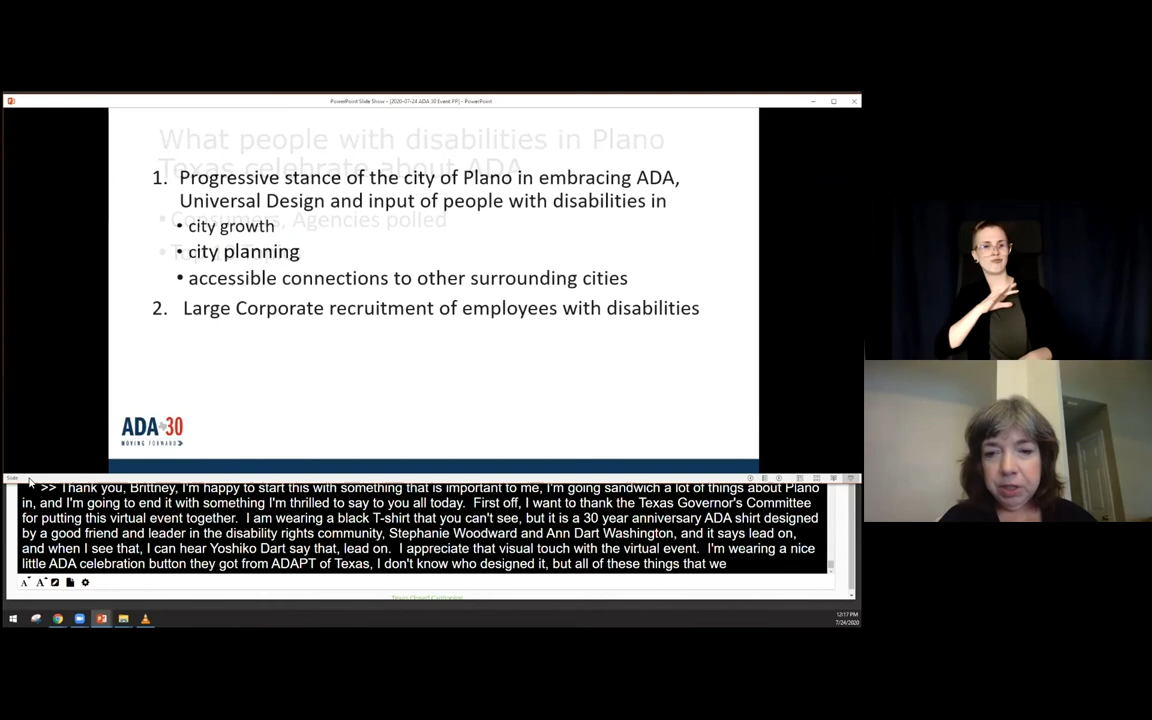 PowerPoint Slide Show - [2020-07-24 ADA 30 Event FP] - PowerPoint
What people with disabilities in Plano
Texas celebrate about ADA
1. Progressive stance of the city of Plano in embracing ADA,
Universal Design and input of people with disabilities in
Consumers, Agencies polled
• city growth
• city planning
• accessible connections to other surrounding cities
2. Large Corporate recruitment of employees with disabilities
ADA 30
MOVING FORWARD
Slide
>> Thank you, Brittney, I'm happy to start this with something that is important to me, I'm going sandwich a lot of things about Plano
in, and I'm going to end it with something I'm thrilled to say to you all today. First off, I want to thank the Texas Governor's Committee
for putting this virtual event together. I am wearing a black T-shirt that you can't see, but it is a 30 year anniversary ADA shirt designed
by a good friend and leader in the disability rights community, Stephanie Woodward and Ann Dart Washington, and it says lead on,
and when I see that, I can hear Yoshiko Dart say that, lead on. I appreciate that visual touch with the virtual event. I'm wearing a nice
little ADA celebration button they got from ADAPT of Texas, I don't know who designed it, but all of these things that we
12:17 PM
7/24/2020